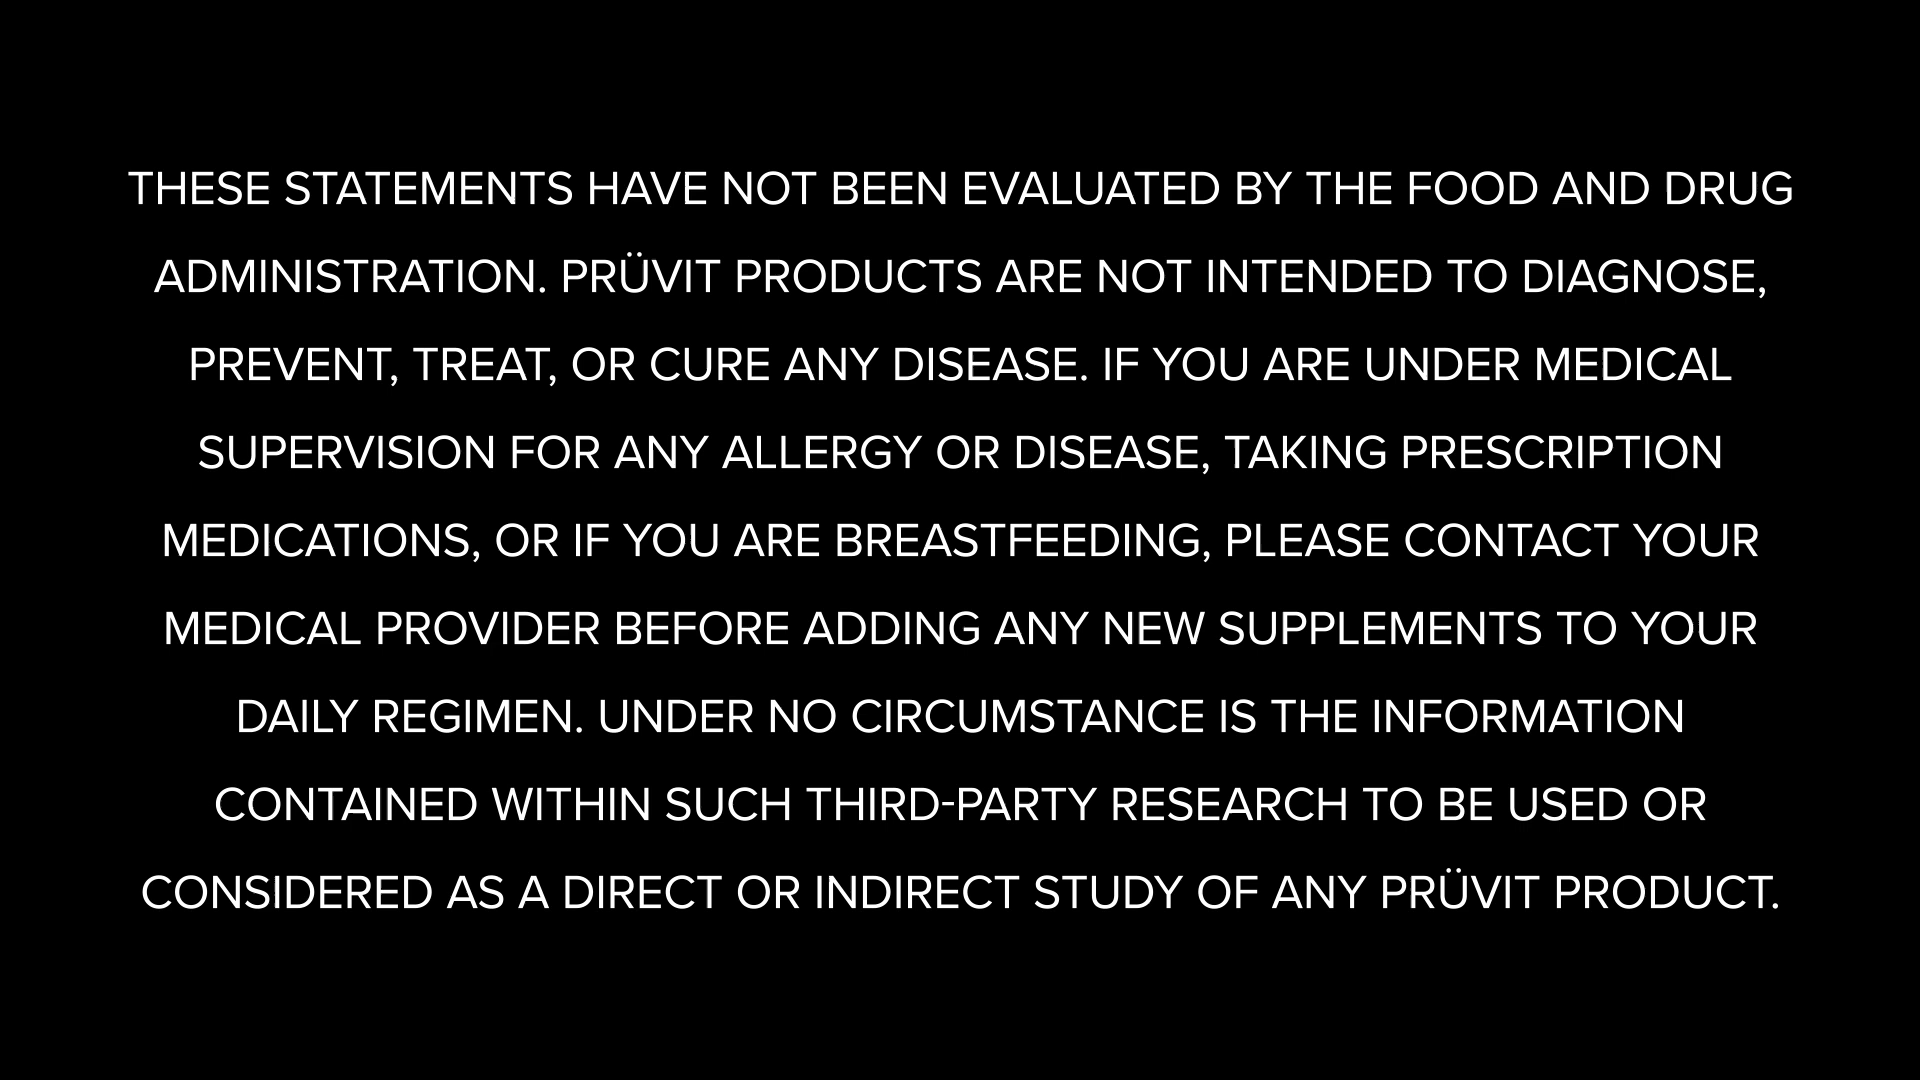 THESE STATEMENTS HAVE NOT BEEN EVALUATED BY THE FOOD AND DRUG
ADMINISTRATION. PRÜVIT PRODUCTS ARE NOT INTENDED TO DIAGNOSE,
PREVENT, TREAT, OR CURE ANY DISEASE. IF YOU ARE UNDER MEDICAL
SUPERVISION FOR ANY ALLERGY OR DISEASE, TAKING PRESCRIPTION
MEDICATIONS, OR IF YOU ARE BREASTFEEDING, PLEASE CONTACT YOUR
MEDICAL PROVIDER BEFORE ADDING ANY NEW SUPPLEMENTS TO YOUR
DAILY REGIMEN. UNDER NO CIRCUMSTANCE IS THE INFORMATION
CONTAINED WITHIN SUCH THIRD-PARTY RESEARCH TO BE USED OR
CONSIDERED AS A DIRECT OR INDIRECT STUDY OF ANY PRÜVIT PRODUCT.